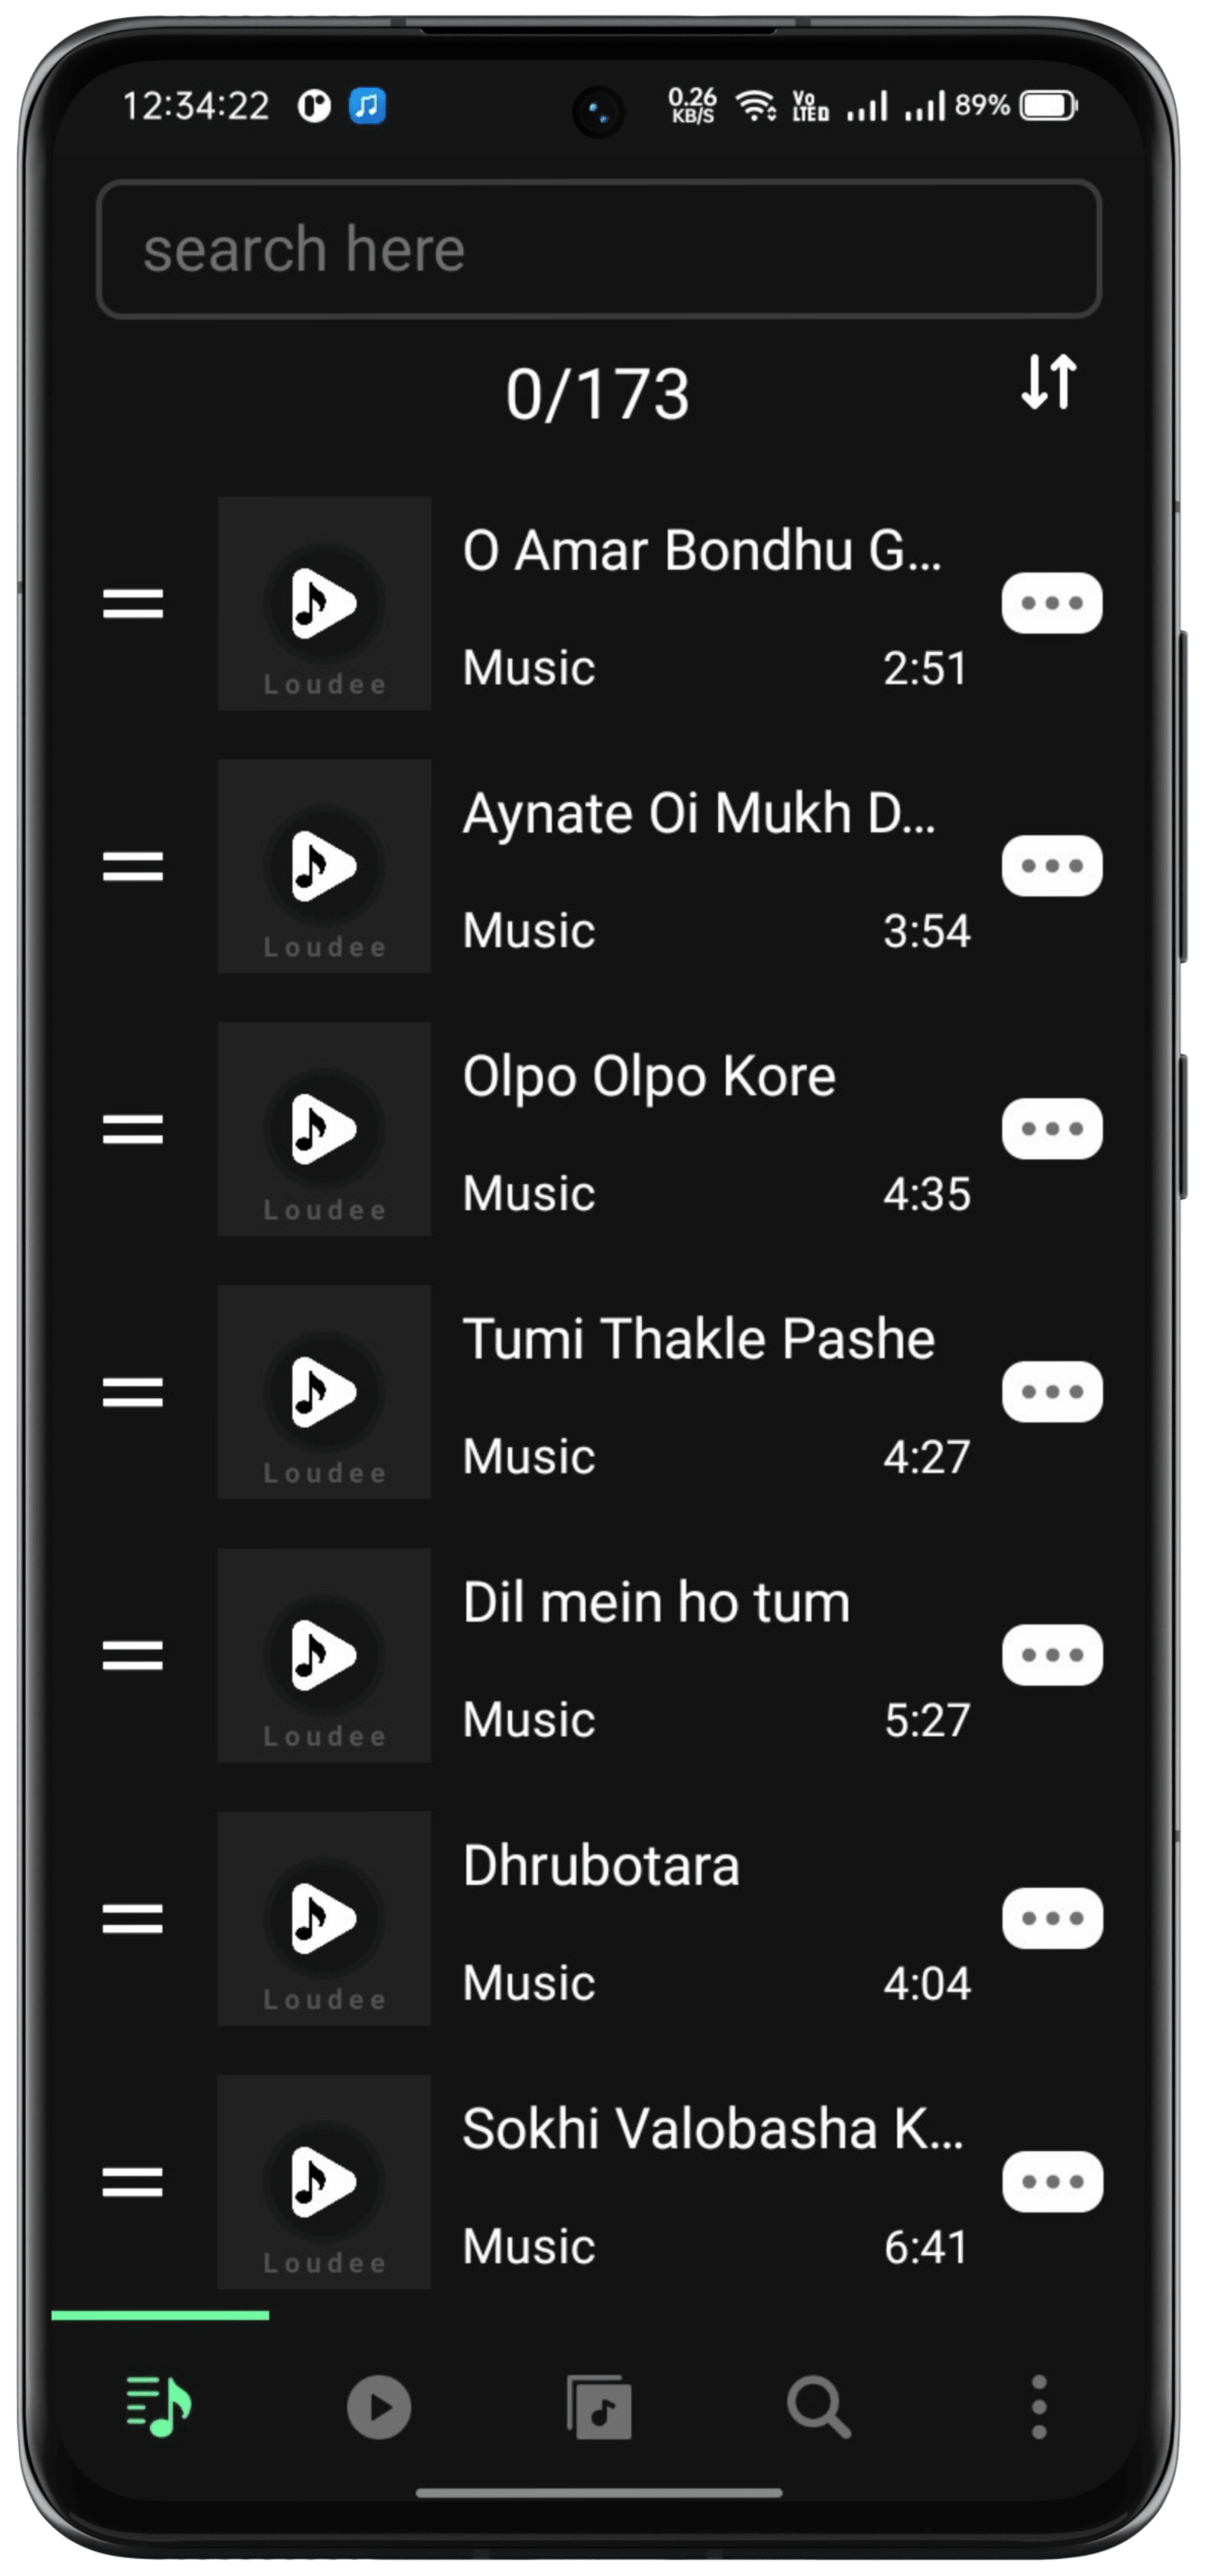 12:34:22 0.26 KB/S Vo LTE D 89%
search here
0/173
O Amar Bondhu G...
Loudee
Music 2:51
Aynate Oi Mukh D...
Loudee
Music 3:54
Olpo Olpo Kore
Loudee
Music 4:35
Tumi Thakle Pashe
Loudee
Music 4:27
Dil mein ho tum
Loudee
Music 5:27
Dhrubotara
Loudee
Music 4:04
Sokhi Valobasha K...
Loudee
Music 6:41